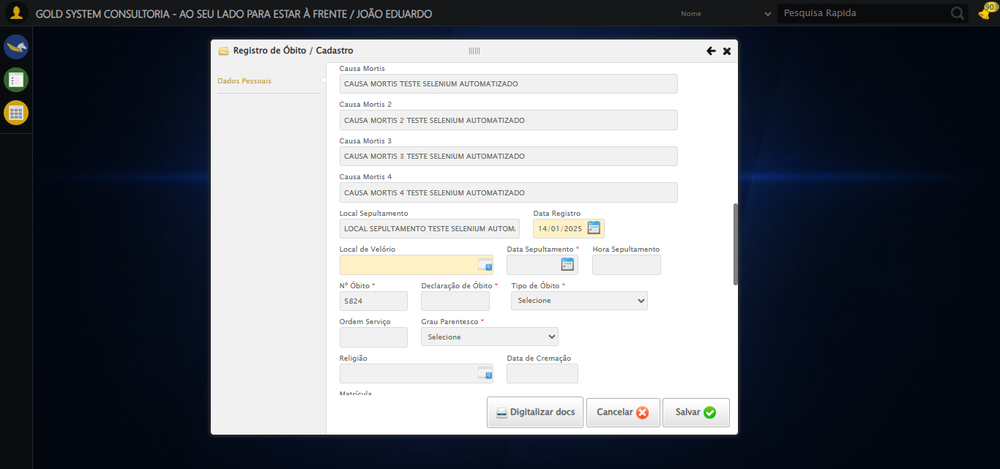 GOLD SYSTEM CONSULTORIA - AO SEU LADO PARA ESTAR À FRENTE / JOÃO EDUARDO
Nome
Pesquisa Rapida
903
Registro de Óbito / Cadastro
Dados Pessoais
Causa Mortis
CAUSA MORTIS TESTE SELENIUM AUTOMATIZADO
Causa Mortis 2
CAUSA MORTIS 2 TESTE SELENIUM AUTOMATIZADO
Causa Mortis 3
CAUSA MORTIS 3 TESTE SELENIUM AUTOMATIZADO
Causa Mortis 4
CAUSA MORTIS 4 TESTE SELENIUM AUTOMATIZADO
Local Sepultamento Data Registro
LOCAL SEPULTAMENTO TESTE SELENIUM AUTOMA 14/01/2025
Local de Velório Data Sepultamento * Hora Sepultamento
Nº Óbito * Declaração de Óbito * Tipo de Óbito *
5824 Selecione
Ordem Serviço Grau Parentesco *
Selecione
Religião Data de Cremação
Matrícula
Digitalizar docs Cancelar Salvar